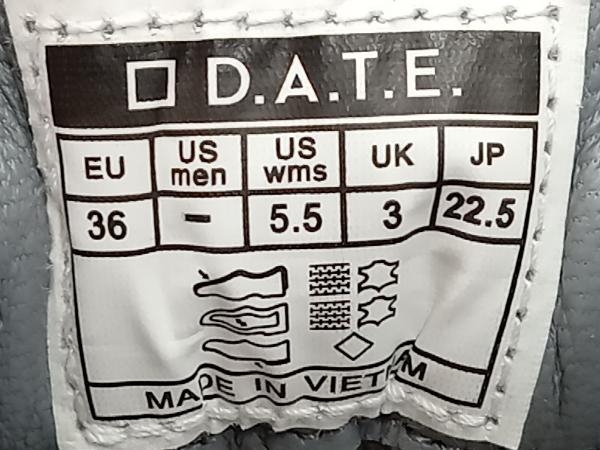 D.A.T.E.
EU US men US wms UK JP
36 - 5.5 3 22.5
MADE IN VIETNAM